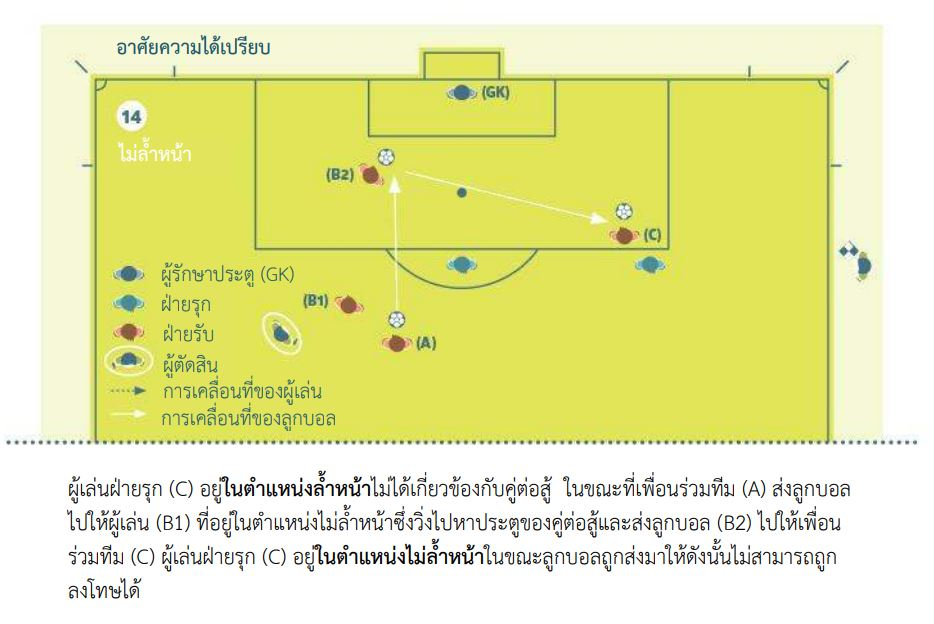 อาศัยความได้เปรียบ
(GK)
14
ไม่ล้ำหน้า
(B2)
(C)
ผู้รักษาประตู (GK)
ฝ่ายรุก
(B1)
ฝ่ายรับ
(A)
ผู้ตัดสิน
การเคลื่อนที่ของผู้เล่น
การเคลื่อนที่ของลูกบอล
ผู้เล่นฝ่ายรุก (C) อยู่ในตำแหน่งล้ำหน้าไม่ได้เกี่ยวข้องกับคู่ต่อสู้ ในขณะที่เพื่อนร่วมทีม (A) ส่งลูกบอล
ไปให้ผู้เล่น (B1) ที่อยู่ในตำแหน่งไม่ล้ำหน้าซึ่งวิ่งไปหาประตูของคู่ต่อสู้และส่งลูกบอล (B2) ไปให้เพื่อน
ร่วมทีม (C) ผู้เล่นฝ่ายรุก (C) อยู่ในตำแหน่งไม่ล้ำหน้าในขณะลูกบอลถูกส่งมาให้ดังนั้นไม่สามารถถูก
ลงโทษได้